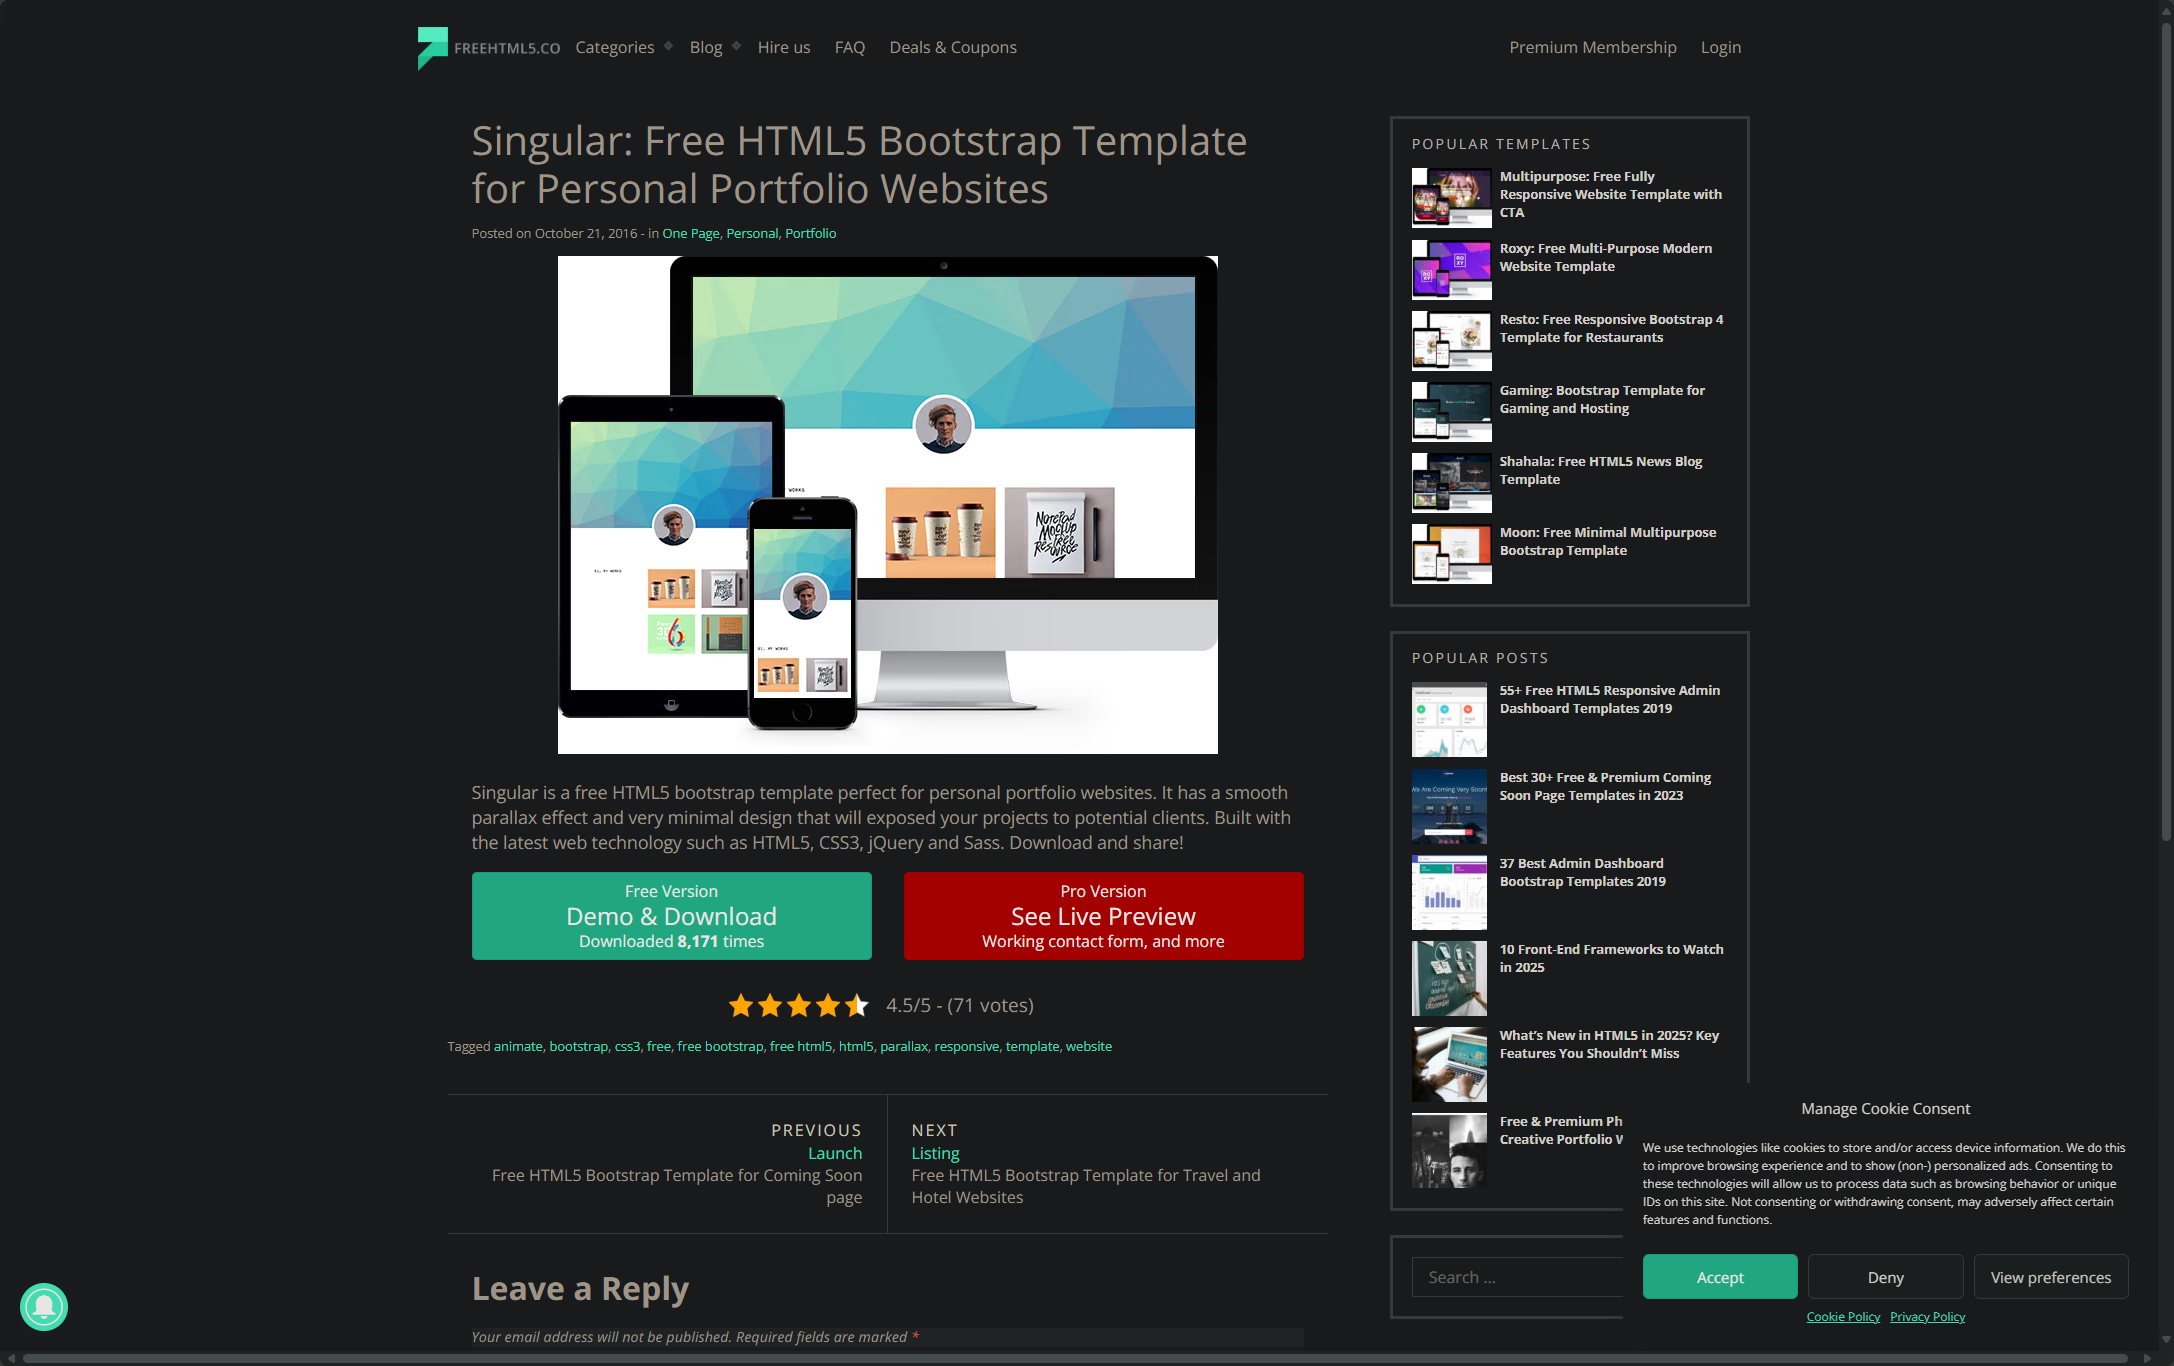 FREEHTML5.CO
Categories
Blog
Hire us
FAQ
Deals & Coupons
Premium Membership
Login
Singular: Free HTML5 Bootstrap Template
for Personal Portfolio Websites
Posted on October 21, 2016 - in One Page, Personal, Portfolio
NOTEPAD
MOCKUP
FREE
RESOURCE
HI, MY WORKS
Singular is a free HTML5 bootstrap template perfect for personal portfolio websites. It has a smooth
parallax effect and very minimal design that will exposed your projects to potential clients. Built with
the latest web technology such as HTML5, CSS3, jQuery and Sass. Download and share!
Free Version
Demo & Download
Downloaded 8,171 times
Pro Version
See Live Preview
Working contact form, and more
4.5/5 - (71 votes)
Tagged animate, bootstrap, css3, free, free bootstrap, free html5, html5, parallax, responsive, template, website
PREVIOUS
Launch
Free HTML5 Bootstrap Template for Coming Soon
page
NEXT
Listing
Free HTML5 Bootstrap Template for Travel and
Hotel Websites
Leave a Reply
Your email address will not be published. Required fields are marked *
POPULAR TEMPLATES
Multipurpose: Free Fully
Responsive Website Template with
CTA
ROXY
Roxy: Free Multi-Purpose Modern
Website Template
Resto: Free Responsive Bootstrap 4
Template for Restaurants
Gaming: Bootstrap Template for
Gaming and Hosting
Shahala: Free HTML5 News Blog
Template
Moon: Free Minimal Multipurpose
Bootstrap Template
POPULAR POSTS
55+ Free HTML5 Responsive Admin
Dashboard Templates 2019
We Are Coming Very Soon!
Best 30+ Free & Premium Coming
Soon Page Templates in 2023
37 Best Admin Dashboard
Bootstrap Templates 2019
10 Front-End Frameworks to Watch
in 2025
What's New in HTML5 in 2025? Key
Features You Shouldn't Miss
Free & Premium Ph
Creative Portfolio W
Search ...
Manage Cookie Consent
We use technologies like cookies to store and/or access device information. We do this
to improve browsing experience and to show (non-) personalized ads. Consenting to
these technologies will allow us to process data such as browsing behavior or unique
IDs on this site. Not consenting or withdrawing consent, may adversely affect certain
features and functions.
Accept
Deny
View preferences
Cookie Policy
Privacy Policy